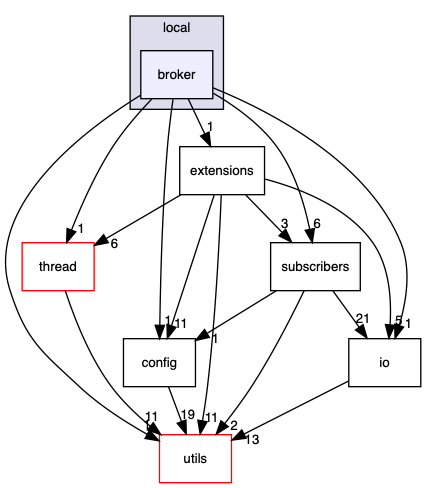 local
broker
1
extensions
1
6
3
6
thread
subscribers
1
11
1
21
5
1
config
io
11
1
19
11
2
13
utils